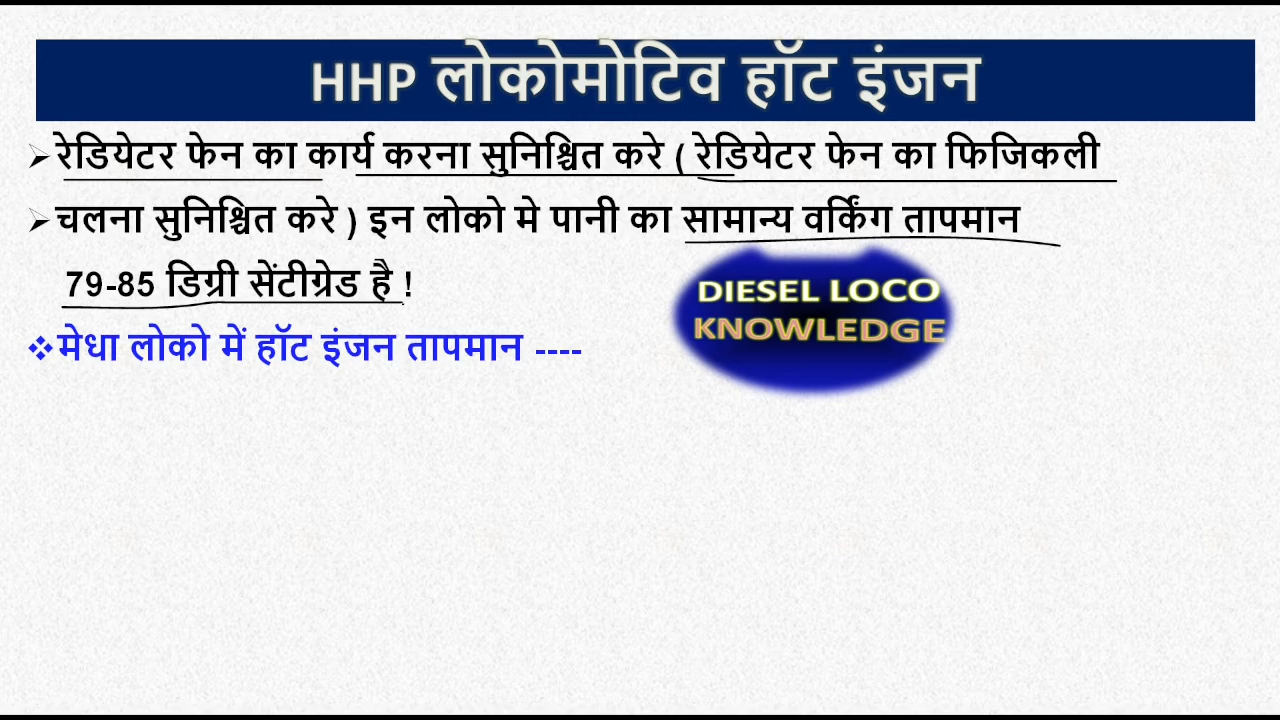 HHP लोकोमोटिव हॉट इंजन
➢रेडियेटर फेन का कार्य करना सुनिश्चित करे ( रेडियेटर फेन का फिजिकली
➢चलना सुनिश्चित करे ) इन लोको मे पानी का सामान्य वर्किंग तापमान
79-85 डिग्री सेंटीग्रेड है !
❖मेधा लोको में हॉट इंजन तापमान ----
DIESEL LOCO
KNOWLEDGE